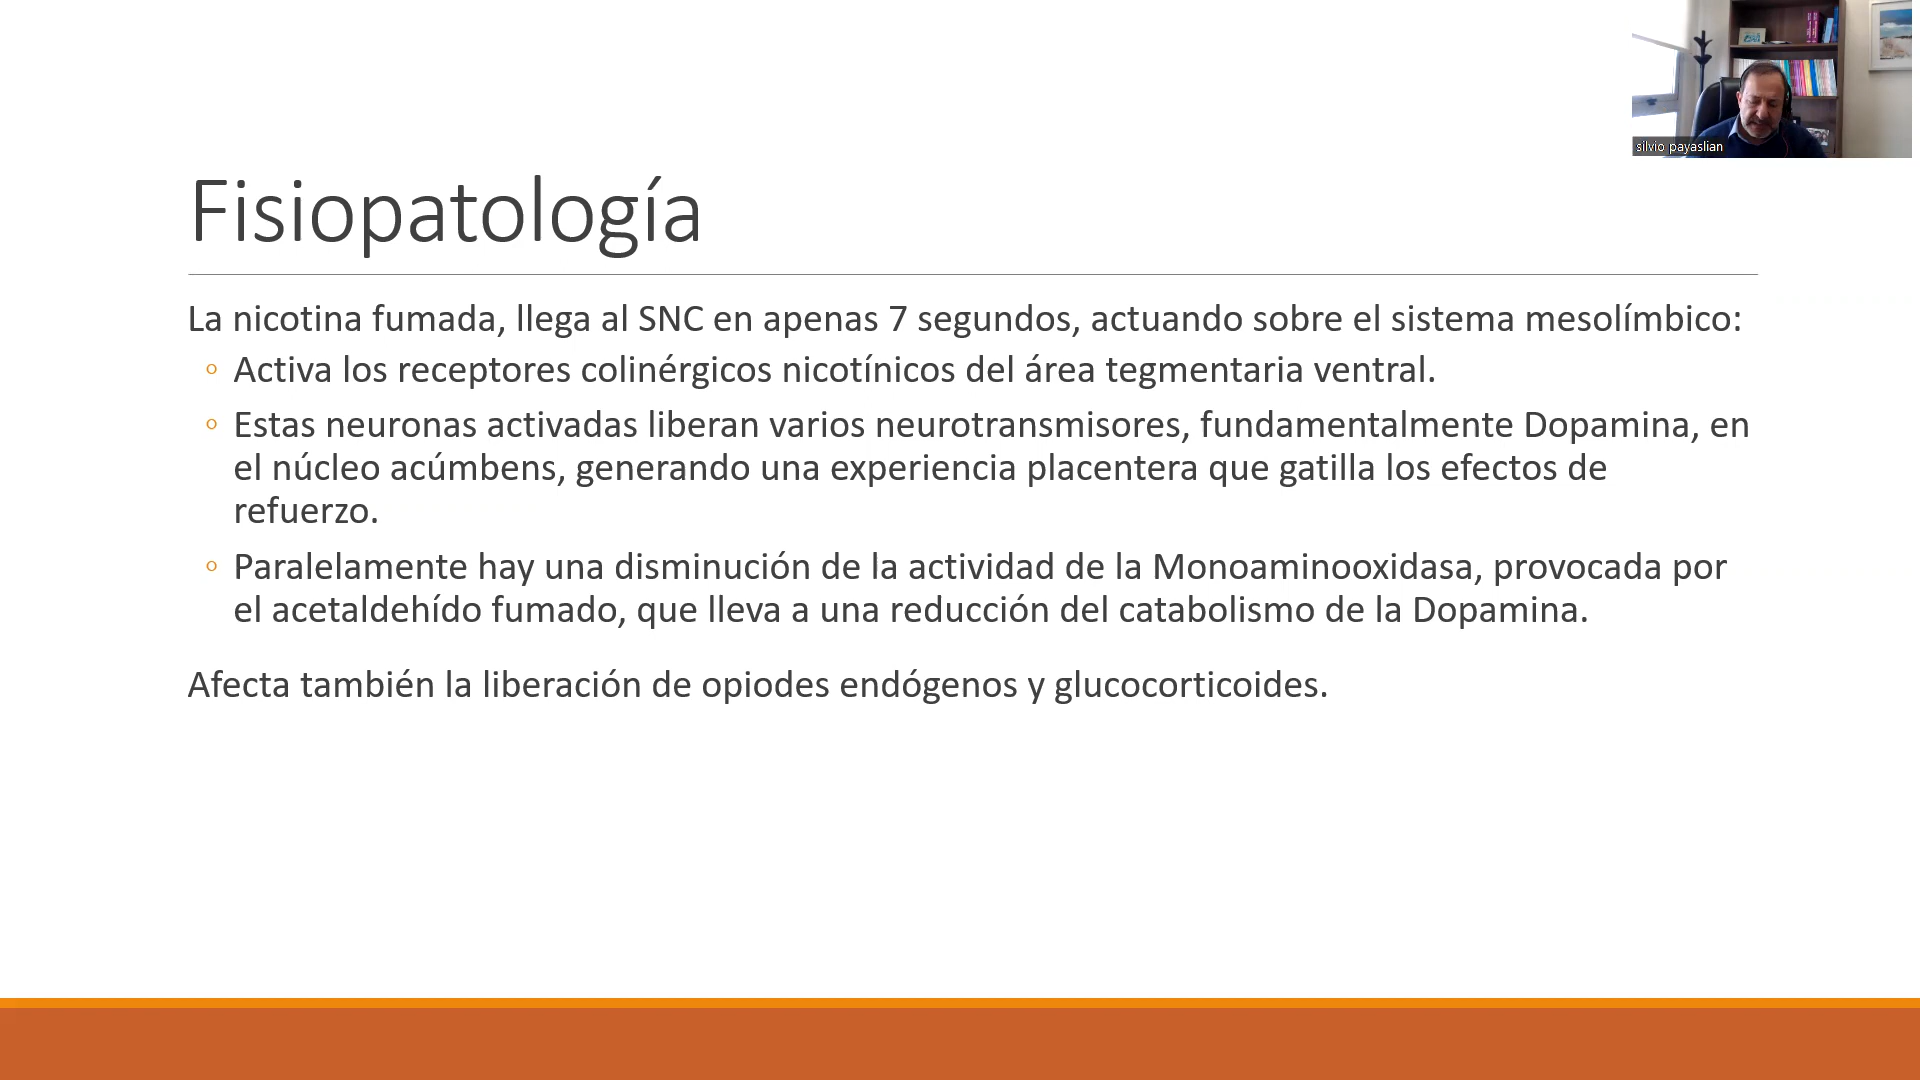 silvio payaslian
Fisiopatología
La nicotina fumada, llega al SNC en apenas 7 segundos, actuando sobre el sistema mesolímbico:
◦ Activa los receptores colinérgicos nicotínicos del área tegmentaria ventral.
◦ Estas neuronas activadas liberan varios neurotransmisores, fundamentalmente Dopamina, en
el núcleo acúmbens, generando una experiencia placentera que gatilla los efectos de
refuerzo.
◦ Paralelamente hay una disminución de la actividad de la Monoaminooxidasa, provocada por
el acetaldehído fumado, que lleva a una reducción del catabolismo de la Dopamina.
Afecta también la liberación de opiodes endógenos y glucocorticoides.